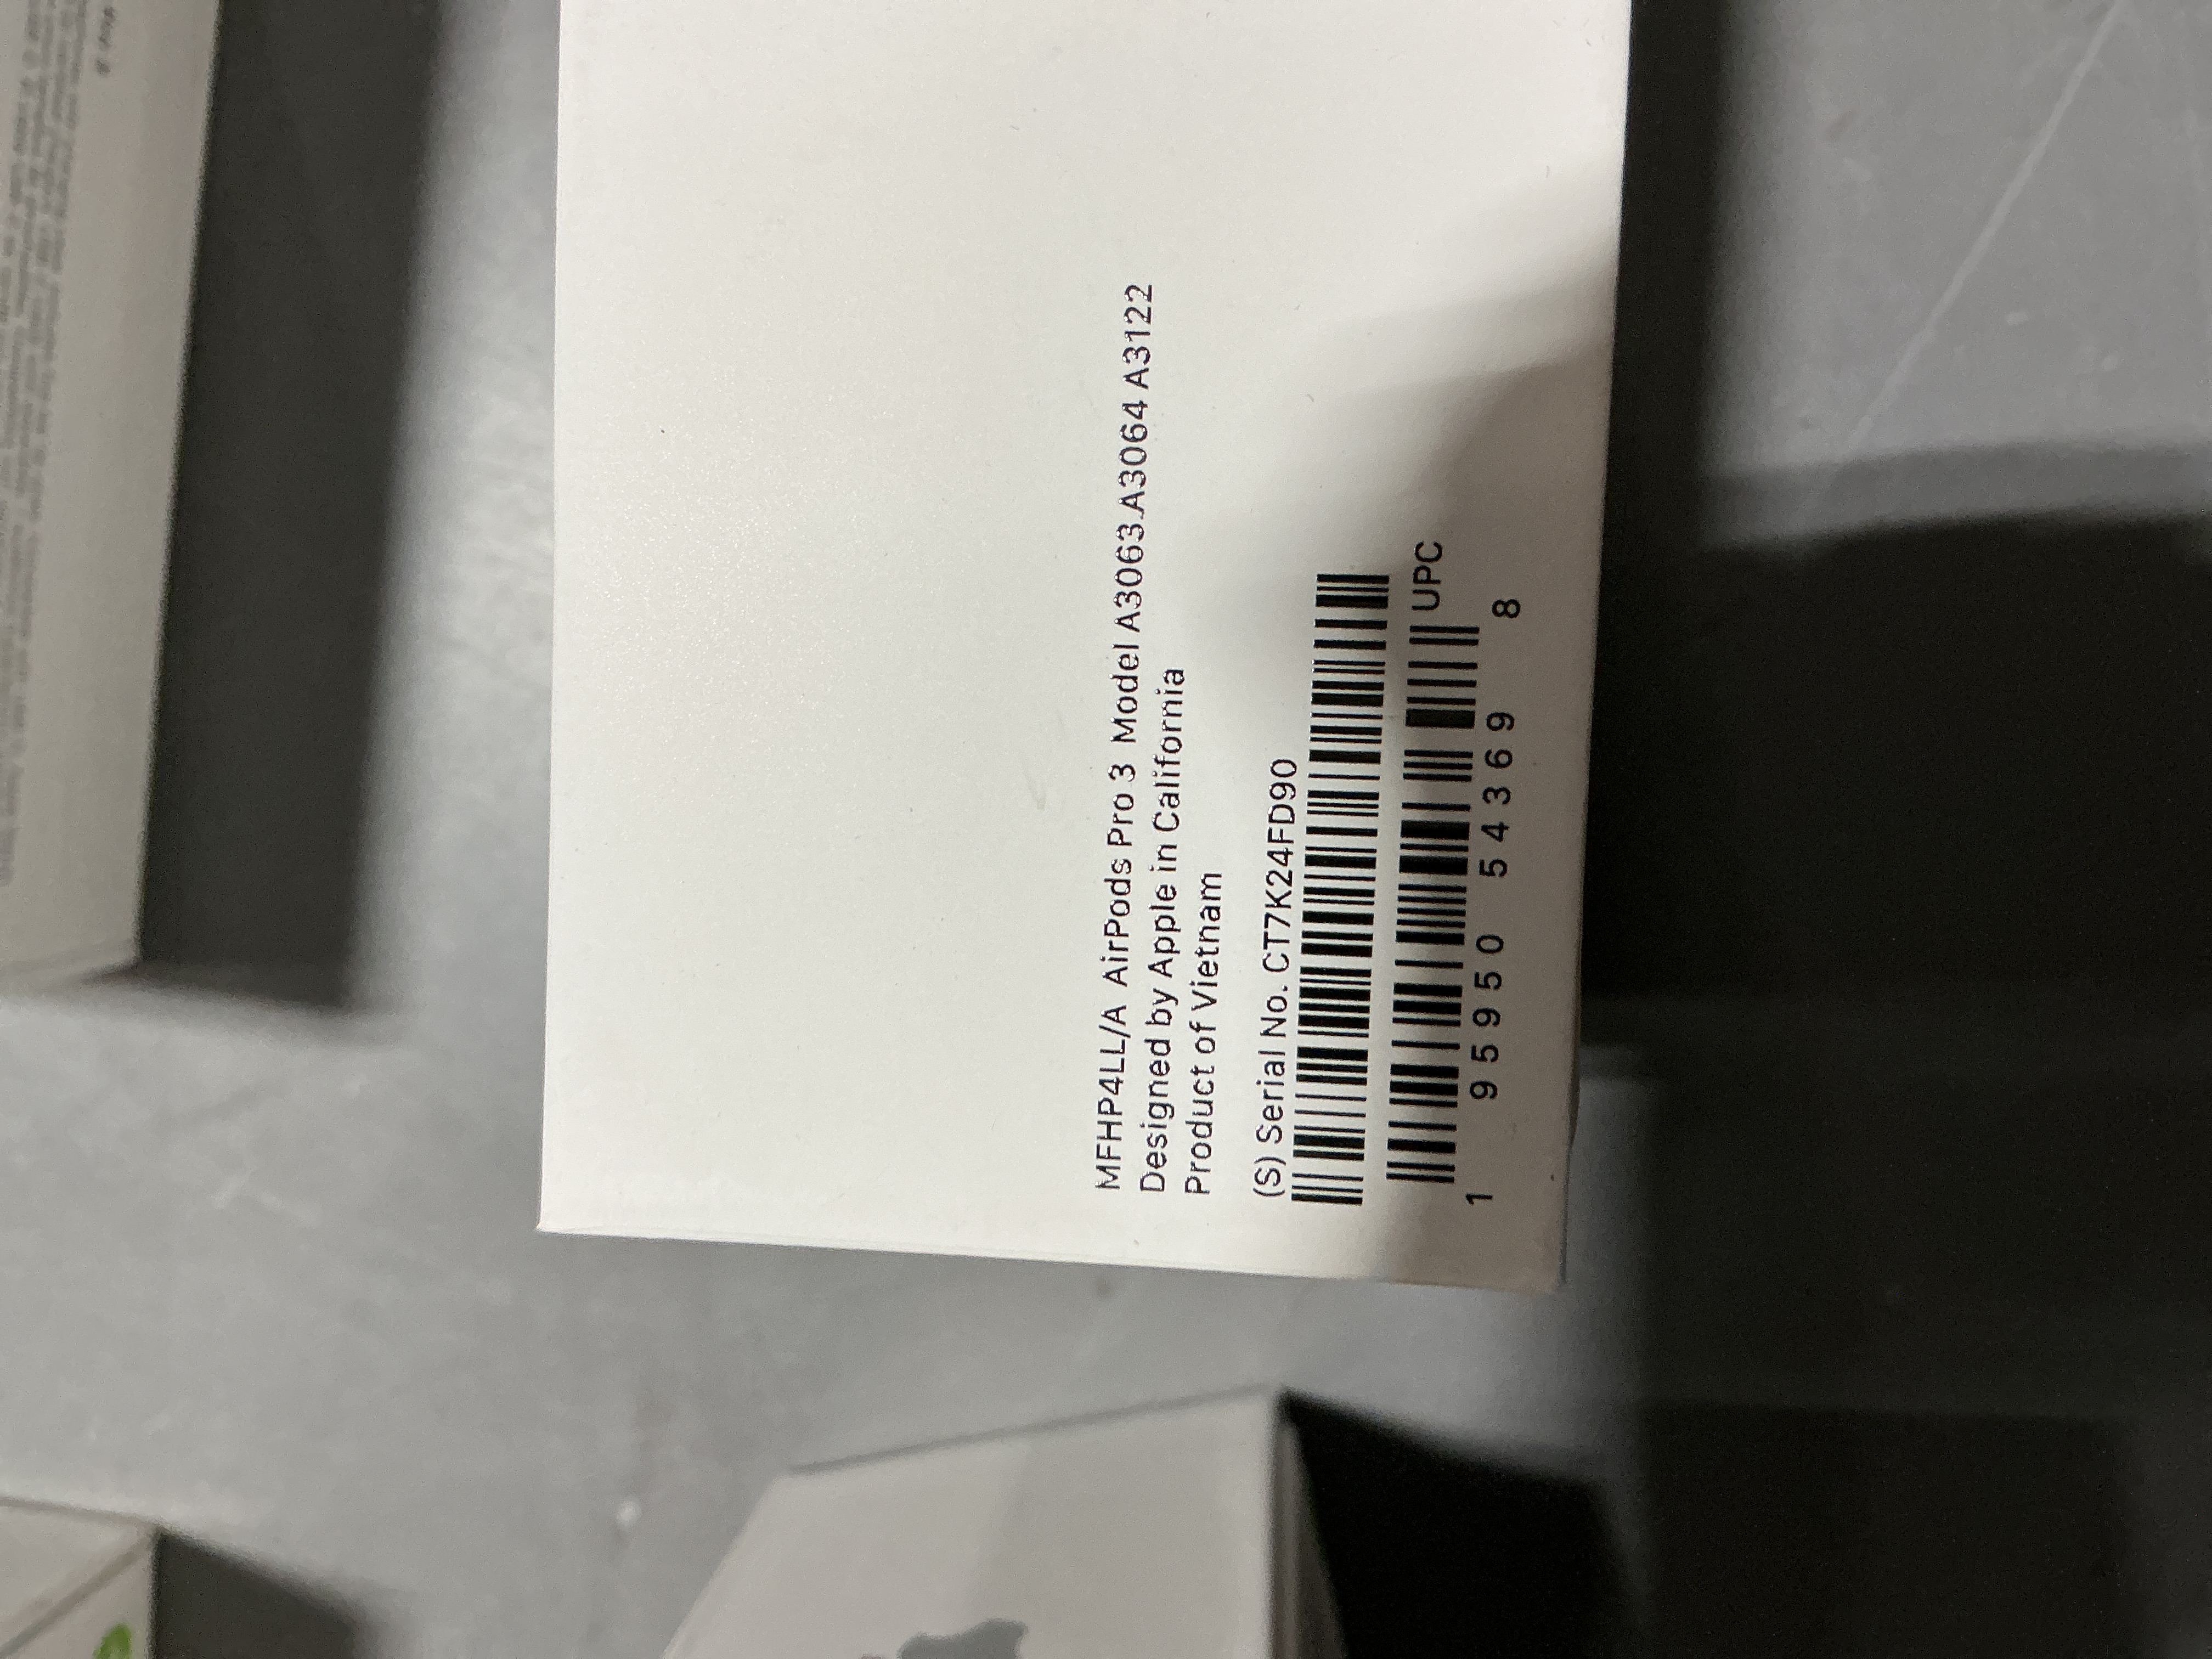 MFHP4LL/A AirPods Pro 3 Model A3063 A3064 A3122
Designed by Apple in California
Product of Vietnam
(S) Serial No. CT7K24FD90
UPC
1 95950 54369 8